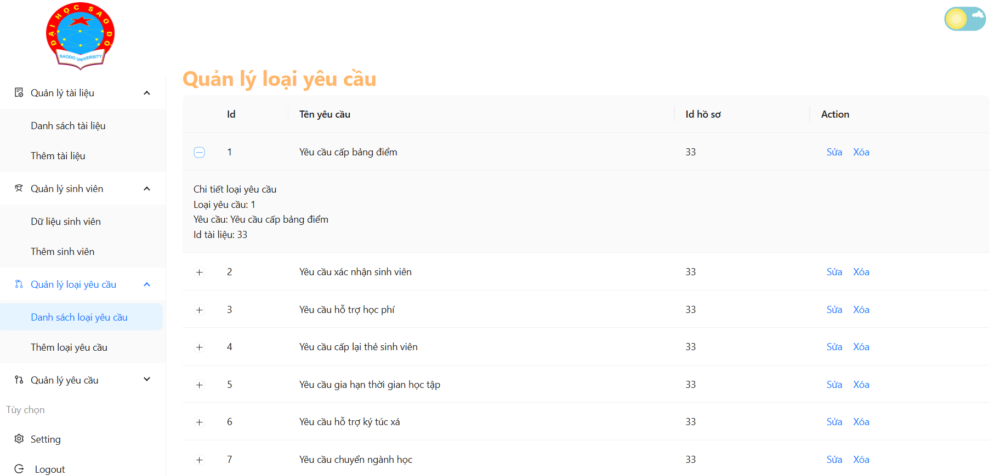 ĐẠI HỌC SAO ĐỎ
SAODO UNIVERSITY
Quản lý tài liệu
Danh sách tài liệu
Thêm tài liệu
Quản lý sinh viên
Dữ liệu sinh viên
Thêm sinh viên
Quản lý loại yêu cầu
Danh sách loại yêu cầu
Thêm loại yêu cầu
Quản lý yêu cầu
Tùy chọn
Setting
Logout
Quản lý loại yêu cầu
Id Tên yêu cầu Id hồ sơ Action
1 Yêu cầu cấp bảng điểm 33 Sửa Xóa
Chi tiết loại yêu cầu
Loại yêu cầu: 1
Yêu cầu: Yêu cầu cấp bảng điểm
Id tài liệu: 33
2 Yêu cầu xác nhận sinh viên 33 Sửa Xóa
3 Yêu cầu hỗ trợ học phí 33 Sửa Xóa
4 Yêu cầu cấp lại thẻ sinh viên 33 Sửa Xóa
5 Yêu cầu gia hạn thời gian học tập 33 Sửa Xóa
6 Yêu cầu hỗ trợ ký túc xá 33 Sửa Xóa
7 Yêu cầu chuyển ngành học 33 Sửa Xóa